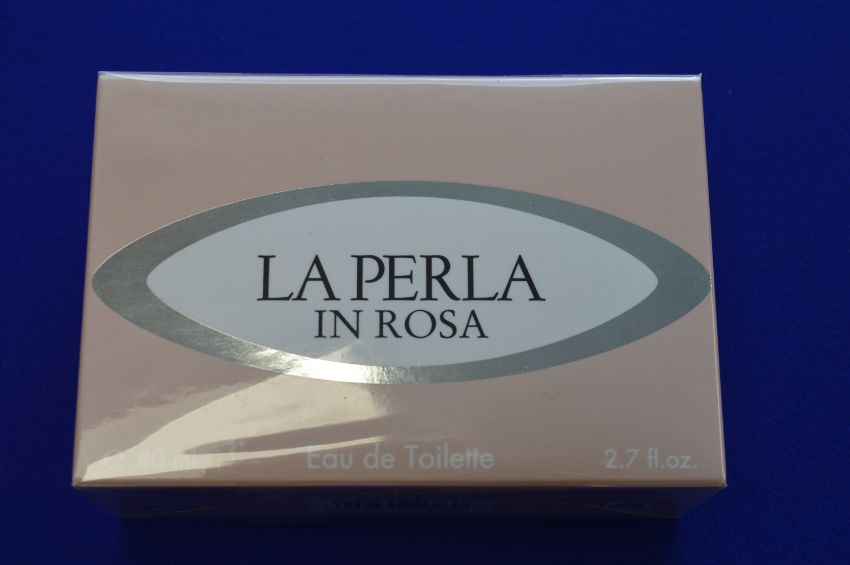 LA PERLA
IN ROSA
℮ 80 ml Eau de Toilette 2.7 fl.oz.